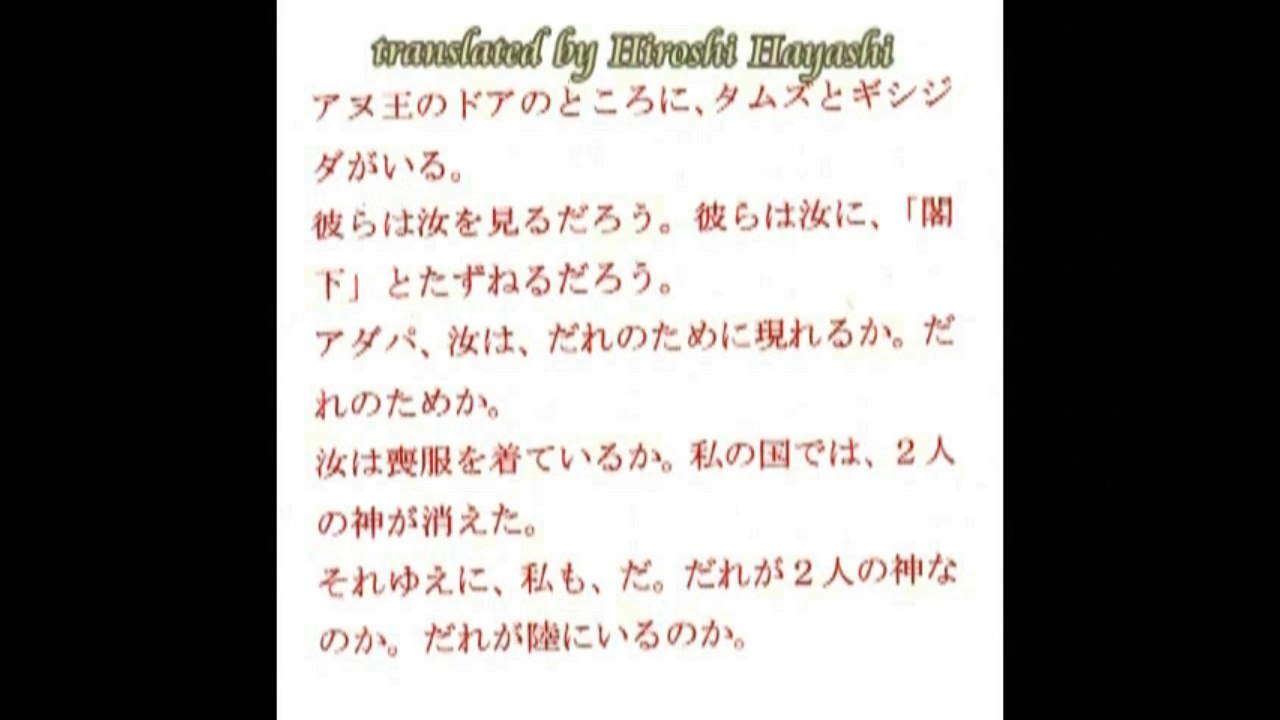 translated by Hiroshi Hayashi
アヌ王のドアのところに、タムズとギシジ
ダがいる。
彼らは汝を見るだろう。彼らは汝に、「閣
下」とたずねるだろう。
アダパ、汝は、だれのために現れるか。だ
れのためか。
汝は喪服を着ているか。私の国では、２人
の神が消えた。
それゆえに、私も、だ。だれが２人の神な
のか。だれが陸にいるのか。